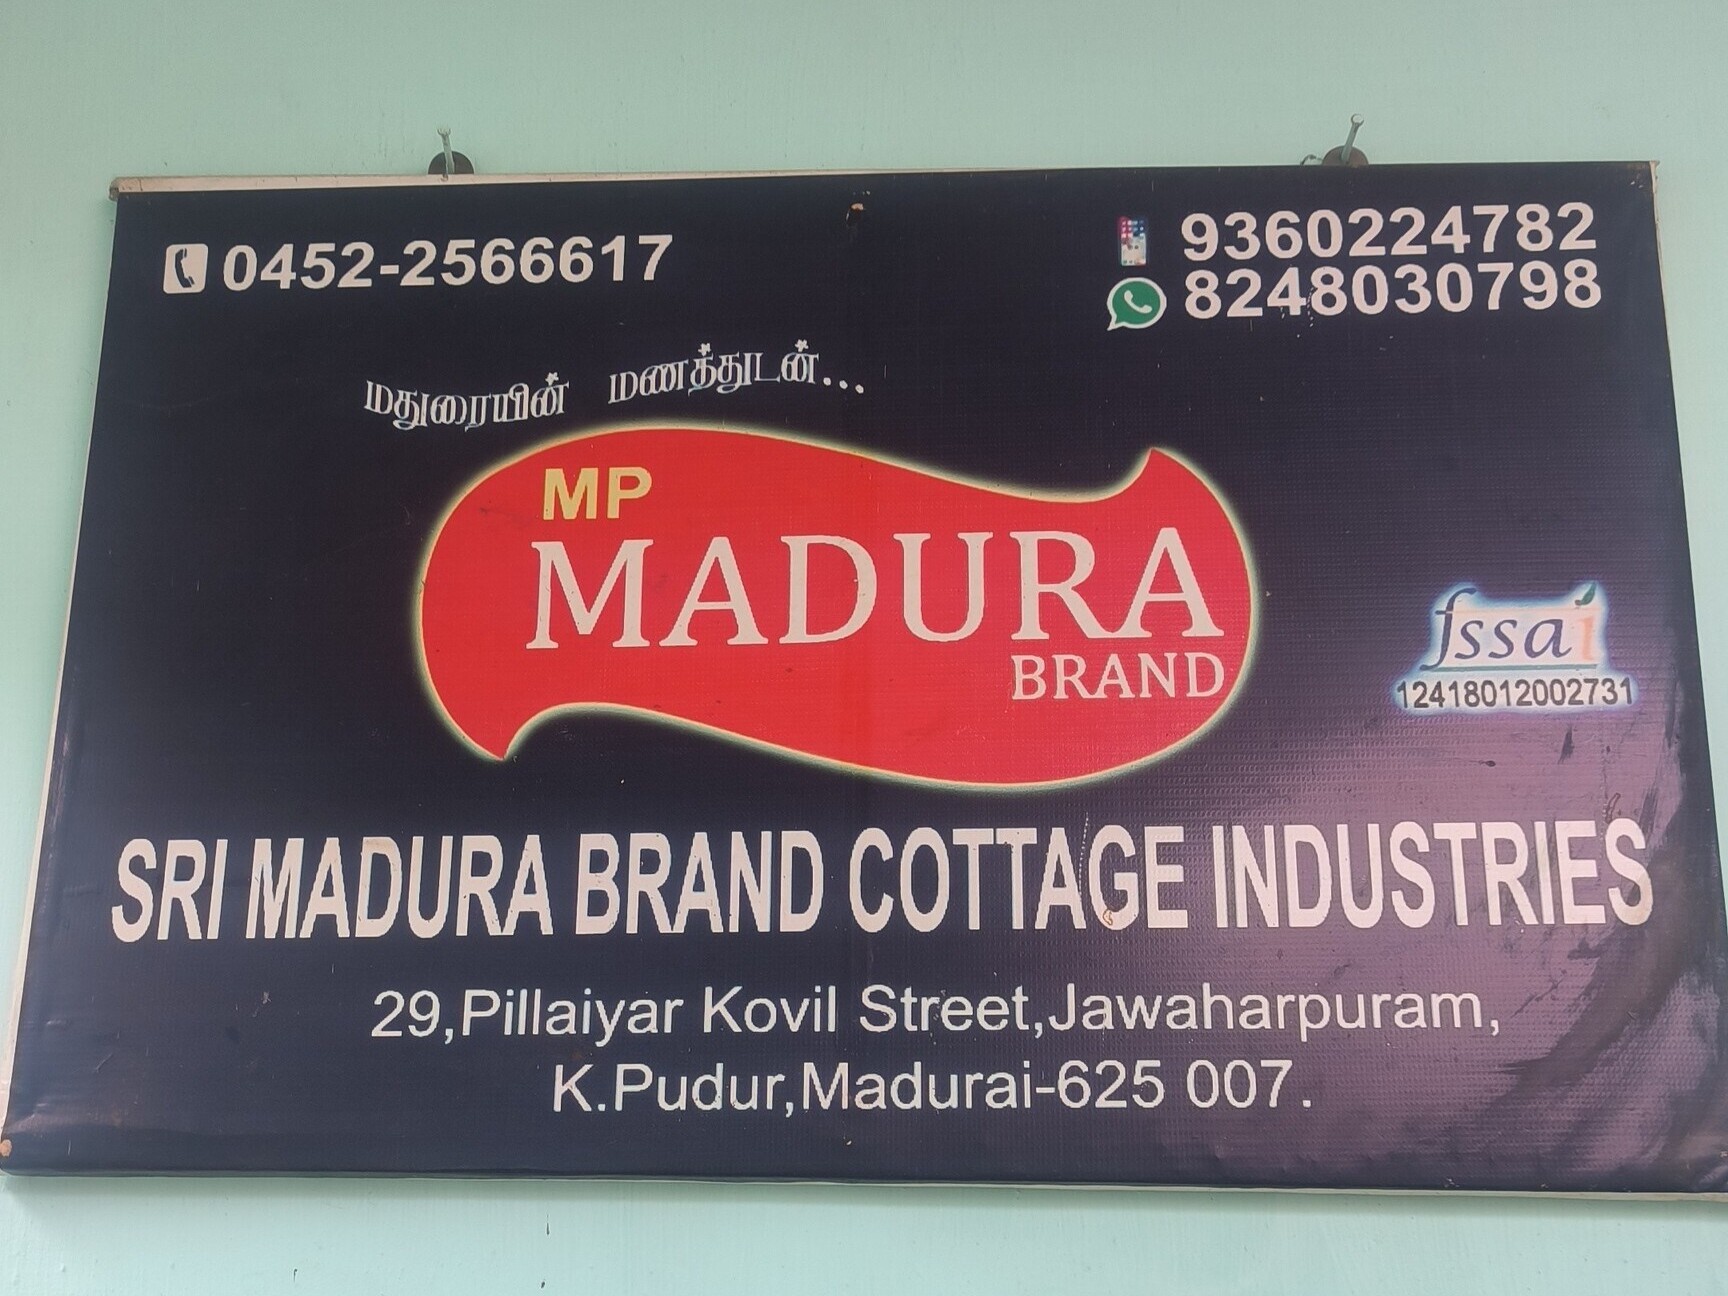 0452-2566617
9360224782
8248030798
மதுரையின் மணத்துடன்...
MP
MADURA
BRAND
fssai
12418012002731
SRI MADURA BRAND COTTAGE INDUSTRIES
29,Pillaiyar Kovil Street,Jawaharpuram,
K.Pudur,Madurai-625 007.